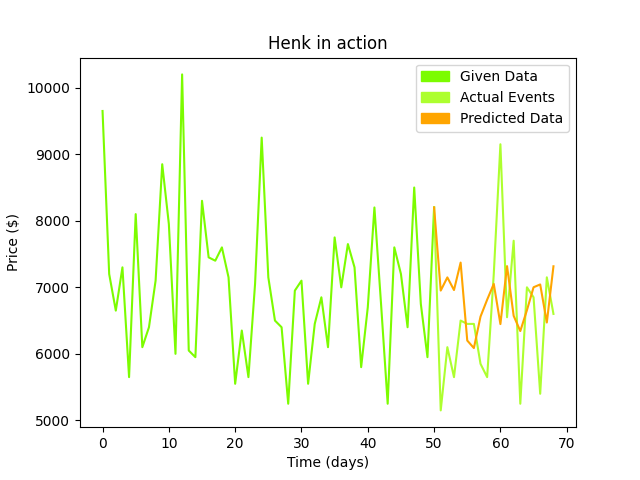 Henk in action
Given Data
Actual Events
Predicted Data
Price ($)
10000
9000
8000
7000
6000
5000
0 10 20 30 40 50 60 70
Time (days)